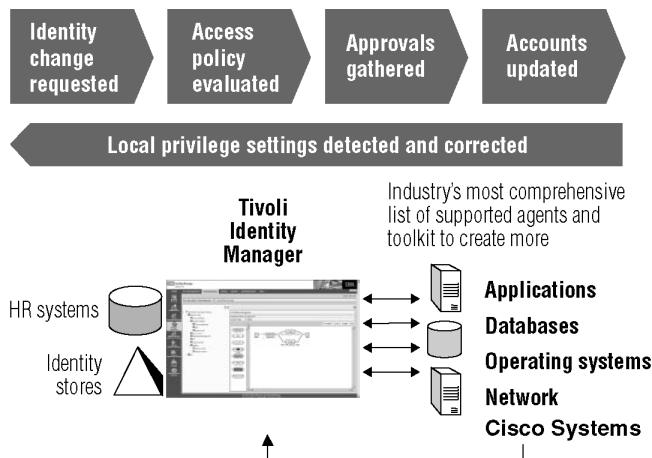 Identity
change
requested
Access
policy
evaluated
Approvals
gathered
Accounts
updated
Local privilege settings detected and corrected
Tivoli
Identity
Manager
Industry's most comprehensive
list of supported agents and
toolkit to create more
HR systems
Identity
stores
IBM
Applications
Databases
Operating systems
Network
Cisco Systems